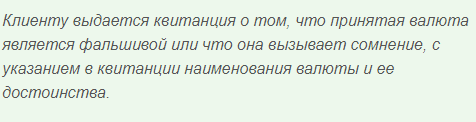 Клиенту выдается квитанция о том, что принятая валюта
является фальшивой или что она вызывает сомнение, с
указанием в квитанции наименования валюты и ее
достоинства.